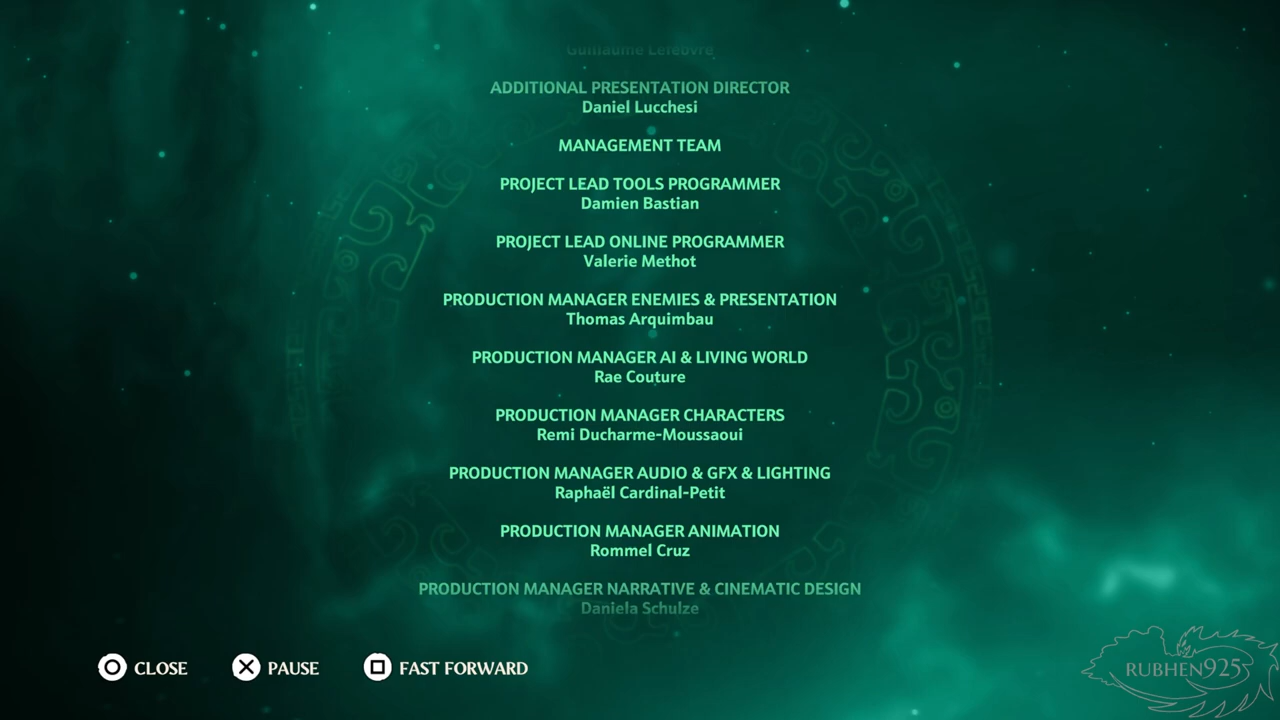 Guillaume Lefebvre
ADDITIONAL PRESENTATION DIRECTOR
Daniel Lucchesi
MANAGEMENT TEAM
PROJECT LEAD TOOLS PROGRAMMER
Damien Bastian
PROJECT LEAD ONLINE PROGRAMMER
Valerie Methot
PRODUCTION MANAGER ENEMIES & PRESENTATION
Thomas Arquimbau
PRODUCTION MANAGER AI & LIVING WORLD
Rae Couture
PRODUCTION MANAGER CHARACTERS
Remi Ducharme-Moussaoui
PRODUCTION MANAGER AUDIO & GFX & LIGHTING
Raphaël Cardinal-Petit
PRODUCTION MANAGER ANIMATION
Rommel Cruz
PRODUCTION MANAGER NARRATIVE & CINEMATIC DESIGN
Daniela Schulze
CLOSE PAUSE FAST FORWARD
RUBHEN925